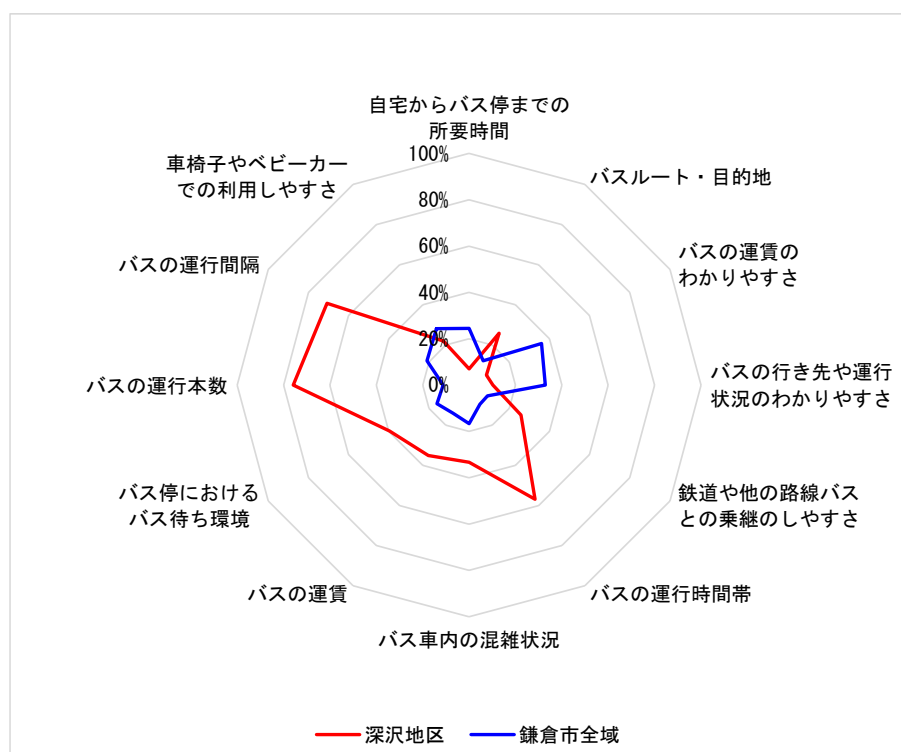 自宅からバス停までの
所要時間
バスルート・目的地
バスの運賃の
わかりやすさ
バスの行き先や運行
状況のわかりやすさ
鉄道や他の路線バス
との乗継のしやすさ
バスの運行時間帯
バス車内の混雑状況
バスの運賃
バス停における
バス待ち環境
バスの運行本数
バスの運行間隔
車椅子やベビーカー
での利用しやすさ
100%
80%
60%
40%
20%
0%
深沢地区
鎌倉市全域